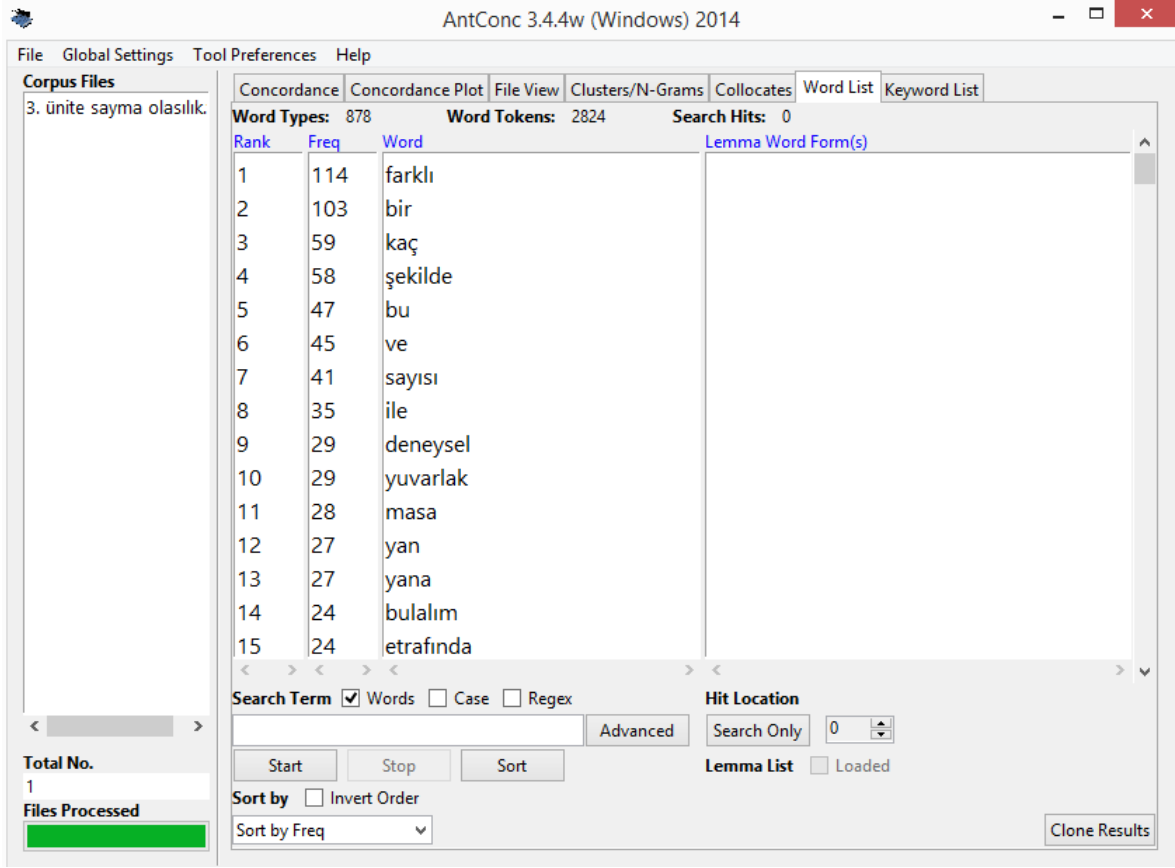 AntConc 3.4.4w (Windows) 2014
File Global Settings Tool Preferences Help
Corpus Files
3. ünite sayma olasılık.
Concordance Concordance Plot File View Clusters/N-Grams Collocates Word List Keyword List
Word Types: 878 Word Tokens: 2824 Search Hits: 0
Rank Freq Word Lemma Word Form(s)
1 114 farklı
2 103 bir
3 59 kaç
4 58 şekilde
5 47 bu
6 45 ve
7 41 sayısı
8 35 ile
9 29 deneysel
10 29 yuvarlak
11 28 masa
12 27 yan
13 27 yana
14 24 bulalım
15 24 etrafında
Search Term Words Case Regex Hit Location
Advanced Search Only 0
Total No.
1
Start Stop Sort Lemma List Loaded
Files Processed
Sort by Invert Order
Sort by Freq Clone Results